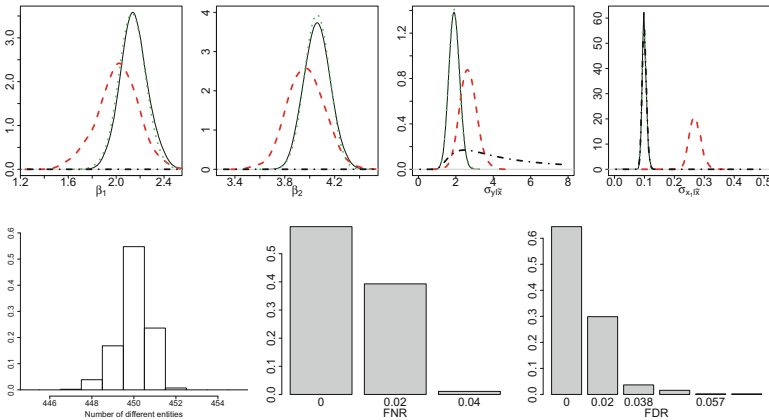 0.0 1.0 2.0 3.0
1.2 1.6 2.0 2.4
β1
0 1 2 3 4
3.4 3.8 4.2
β2
0.0 0.4 0.8 1.2
0 2 4 6 8
σy|x̃
0 10 20 30 40 50 60
0.0 0.1 0.2 0.3 0.4 0.5
σx1|x̃
0.0 0.1 0.2 0.3 0.4 0.5 0.6
446 448 450 452 454
Number of different entities
0.0 0.1 0.2 0.3 0.4 0.5
0 0.02 0.04
FNR
0.0 0.1 0.2 0.3 0.4 0.5 0.6
0 0.02 0.038 0.057
FDR